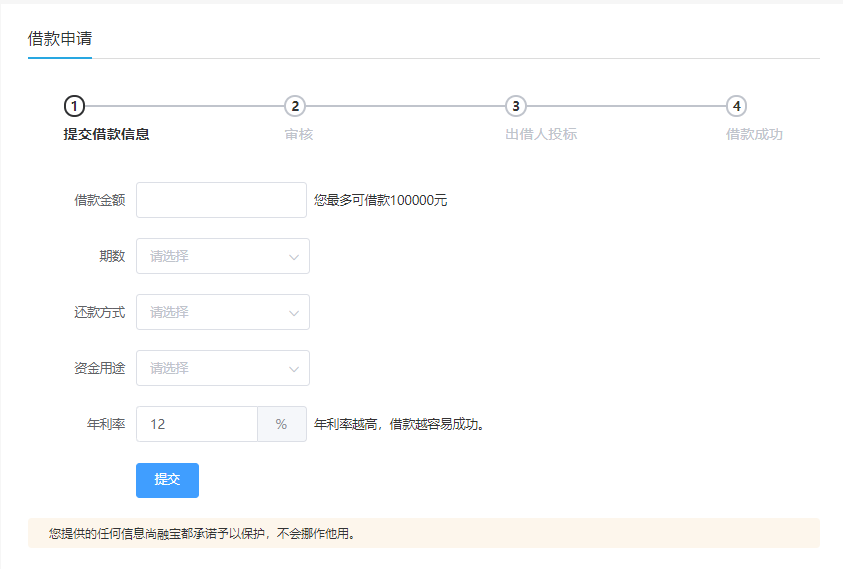 借款申请
1 2 3 4
提交借款信息 审核 出借人投标 借款成功
借款金额 您最多可借款100000元
期数 请选择
还款方式 请选择
资金用途 请选择
年利率 12 % 年利率越高，借款越容易成功。
提交
您提供的任何信息尚融宝都承诺予以保护，不会挪作他用。